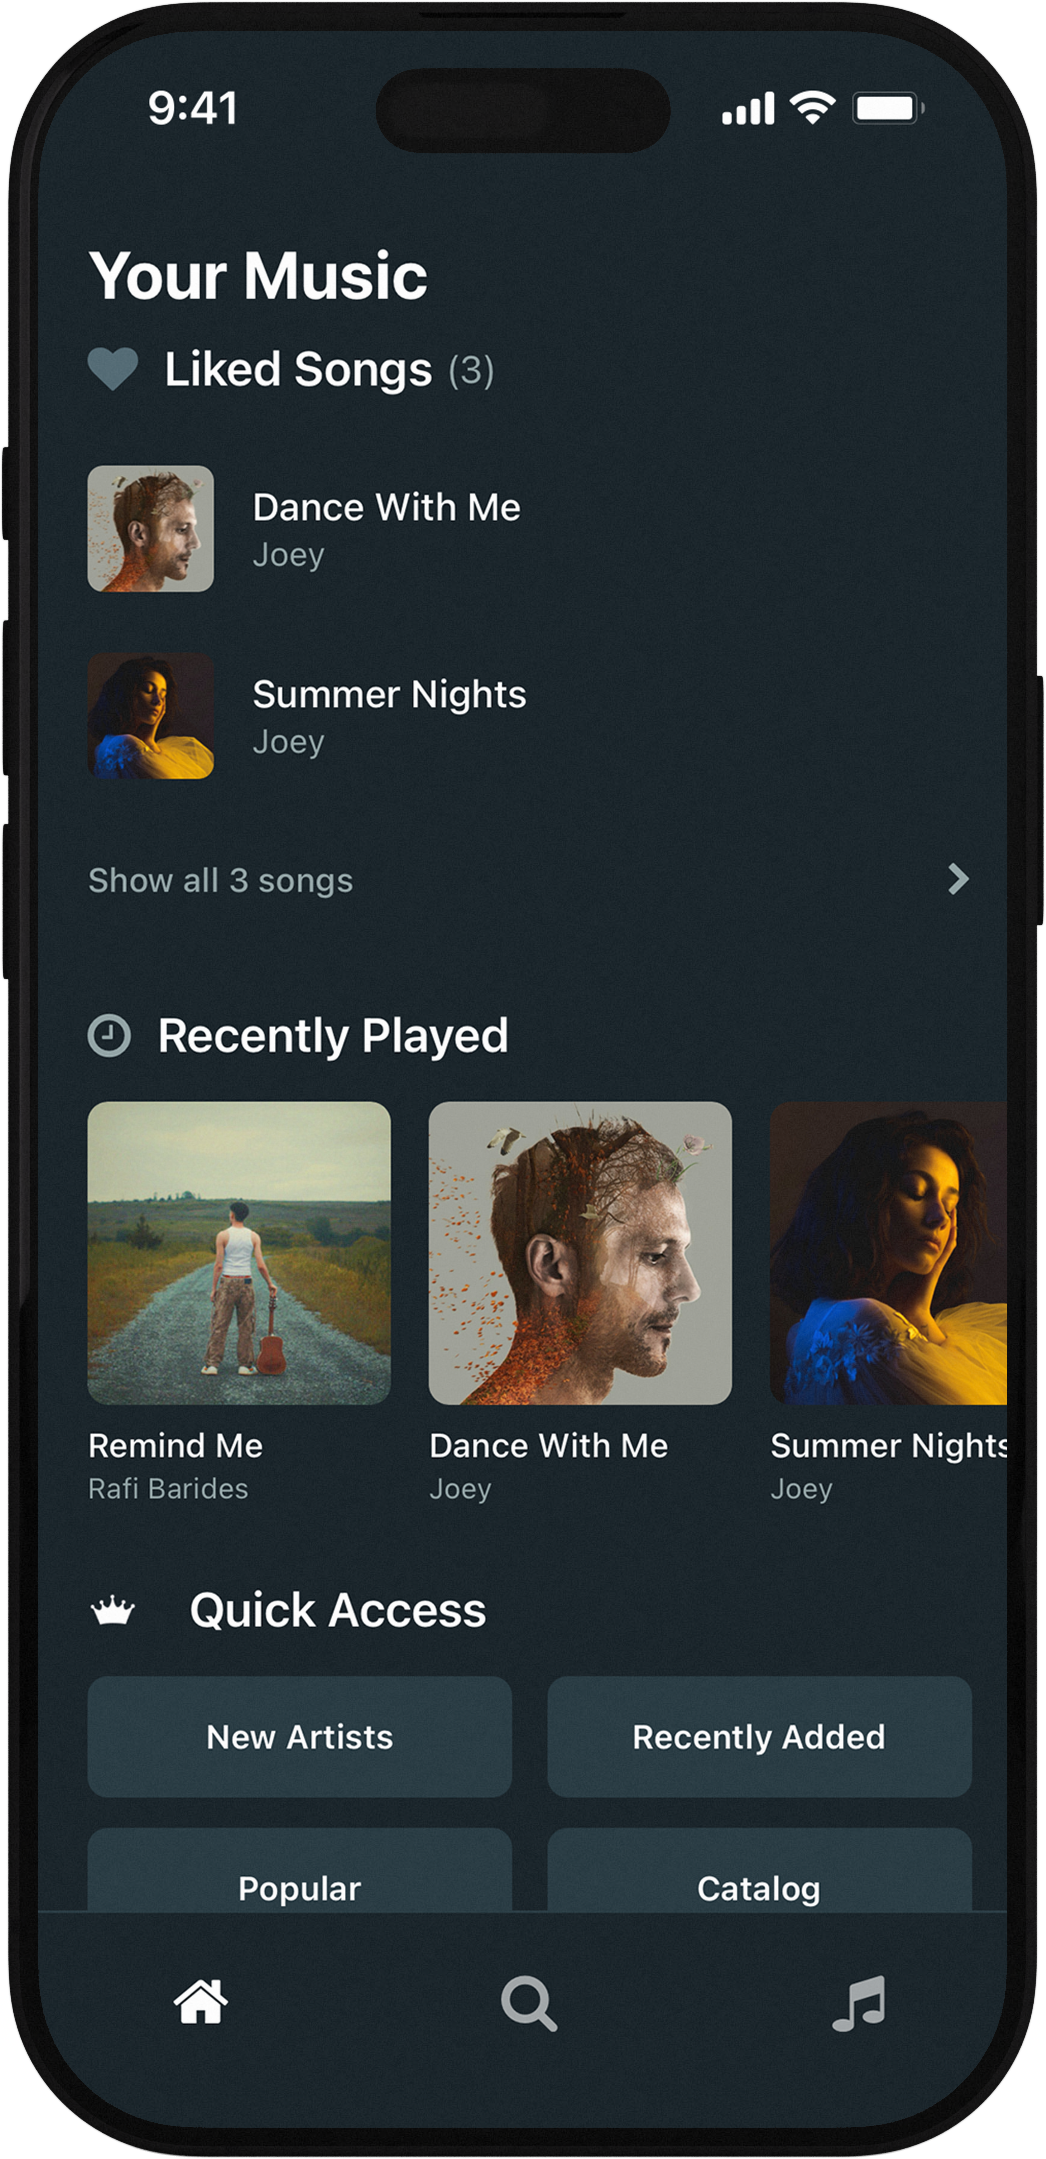 9:41
Your Music
Liked Songs (3)
Dance With Me
Joey
Summer Nights
Joey
Show all 3 songs
Recently Played
Remind Me
Rafi Barides
Dance With Me
Joey
Summer Nights
Joey
Quick Access
New Artists
Recently Added
Popular
Catalog